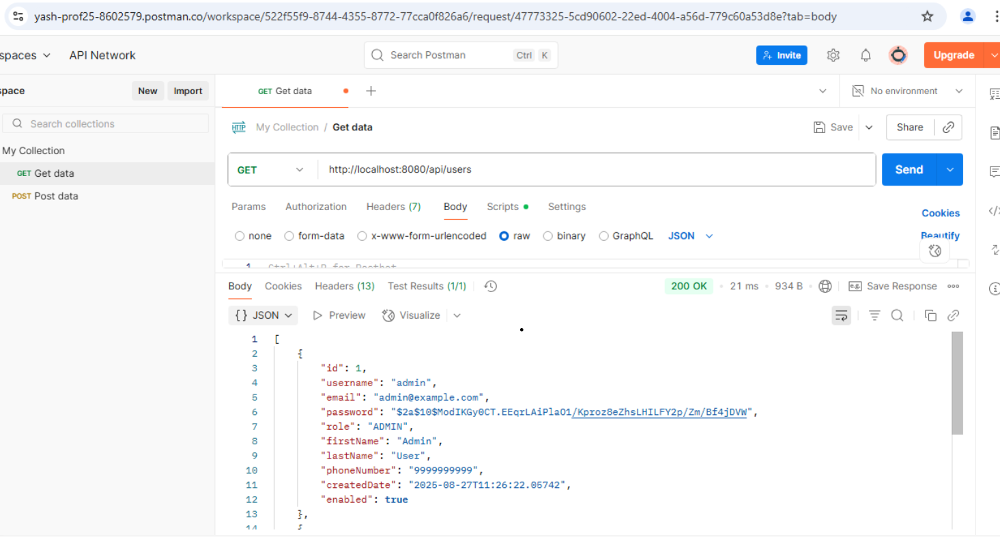 yash-prof25-8602579.postman.co/workspace/522f55f9-8744-4355-8772-77cca0f826a6/request/47773325-5cd90602-22ed-4004-a56d-779c60a53d8e?tab=body
spaces API Network Search Postman Ctrl K Invite Upgrade
space New Import GET Get data No environment
Search collections
HTTP My Collection / Get data Save Share
My Collection
GET Get data
POST Post data
GET http://localhost:8080/api/users Send
Params Authorization Headers (7) Body Scripts Settings Cookies
none form-data x-www-form-urlencoded raw binary GraphQL JSON Beautify
1 Ctrl+Alt+P for Postbot
Body Cookies Headers (13) Test Results (1/1) 200 OK 21 ms 934 B e.g. Save Response
{} JSON Preview Visualize
1 [
2 {
3 "id": 1,
4 "username": "admin",
5 "email": "admin@example.com",
6 "password": "$2a$10$ModIKGy0CT.EEqrLAiPlaO1/Kproz8eZhsLHILFY2p/Zm/Bf4jDVW",
7 "role": "ADMIN",
8 "firstName": "Admin",
9 "lastName": "User",
10 "phoneNumber": "9999999999",
11 "createdDate": "2025-08-27T11:26:22.05742",
12 "enabled": true
13 },
14 {